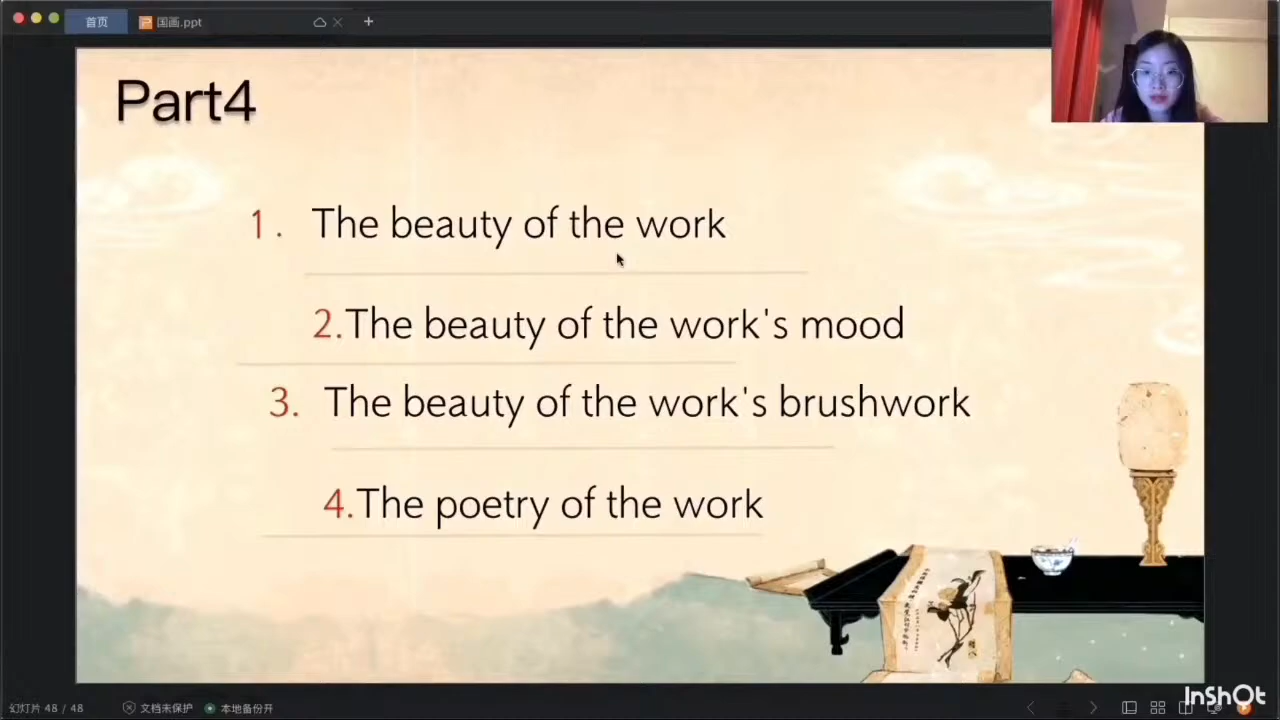 首页
国画.ppt
Part4
1. The beauty of the work
2.The beauty of the work's mood
3. The beauty of the work's brushwork
4.The poetry of the work
幻灯片 48 / 48
文档未保护
本地备份开
InShOt